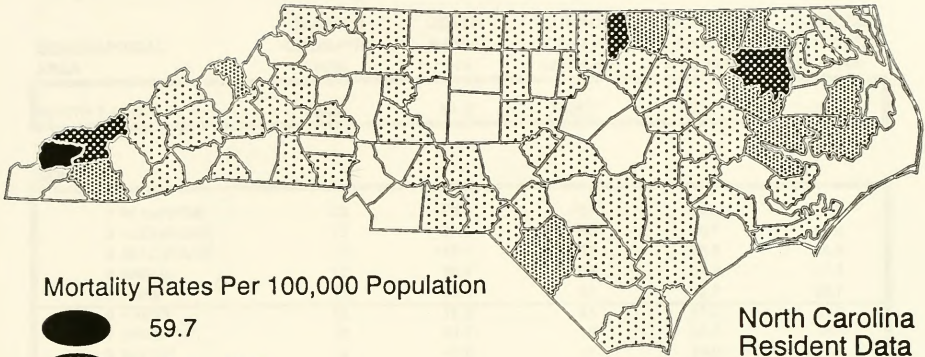 Mortality Rates Per 100,000 Population
59.7
North Carolina
Resident Data